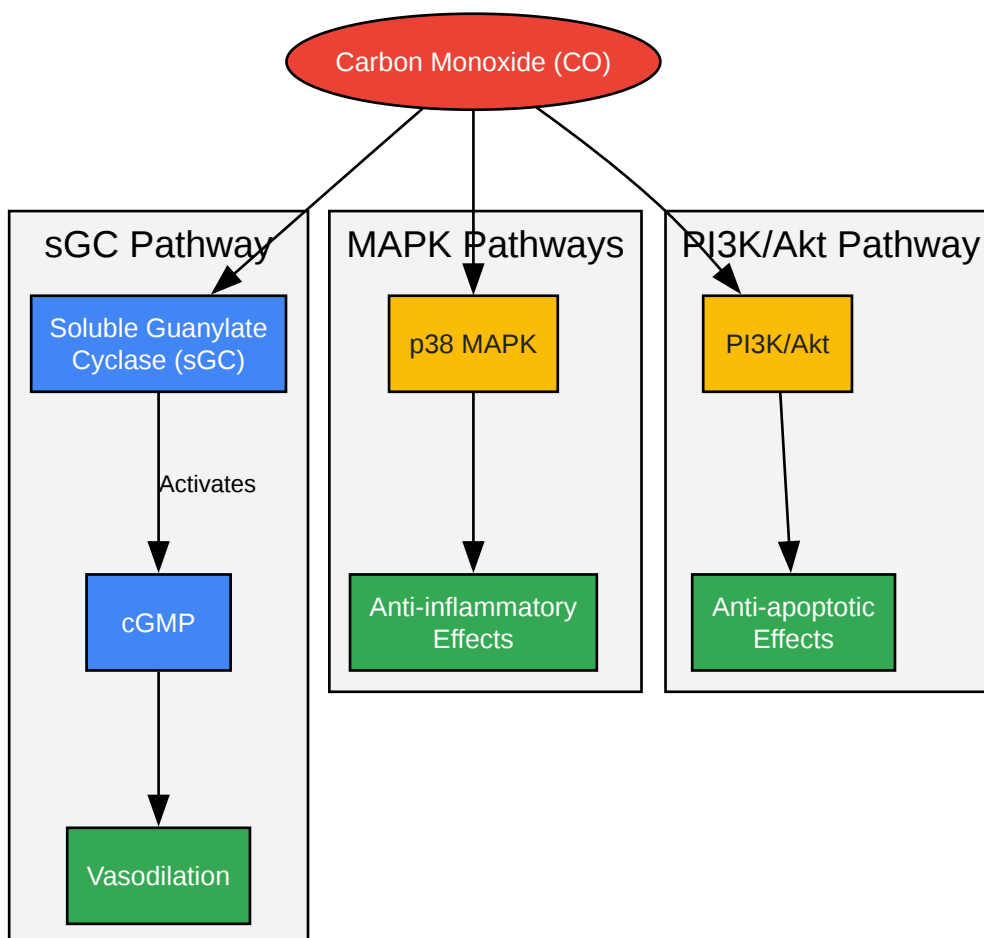 Carbon Monoxide (CO)
sGC Pathway
MAPK Pathways
PI3K/Akt Pathway
Soluble Guanylate
Cyclase (sGC)
p38 MAPK
PI3K/Akt
Activates
cGMP
Anti-inflammatory
Effects
Anti-apoptotic
Effects
Vasodilation